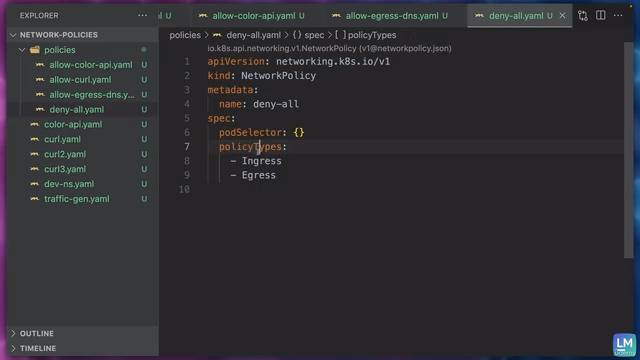 EXPLORER
NETWORK-POLICIES
policies
allow-color-api.yaml U
allow-curl.yaml U
allow-egress-dns.y... U
deny-all.yaml U
color-api.yaml U
curl.yaml U
curl2.yaml U
curl3.yaml U
dev-ns.yaml U
traffic-gen.yaml U
OUTLINE
TIMELINE
U allow-color-api.yaml U allow-egress-dns.yaml U deny-all.yaml U
policies > deny-all.yaml > {} spec > [ ] policyTypes
io.k8s.api.networking.v1.NetworkPolicy (v1@networkpolicy.json)
1 apiVersion: networking.k8s.io/v1
2 kind: NetworkPolicy
3 metadata:
4 name: deny-all
5 spec:
6 podSelector: {}
7 policyTypes:
8 - Ingress
9 - Egress
10
LM